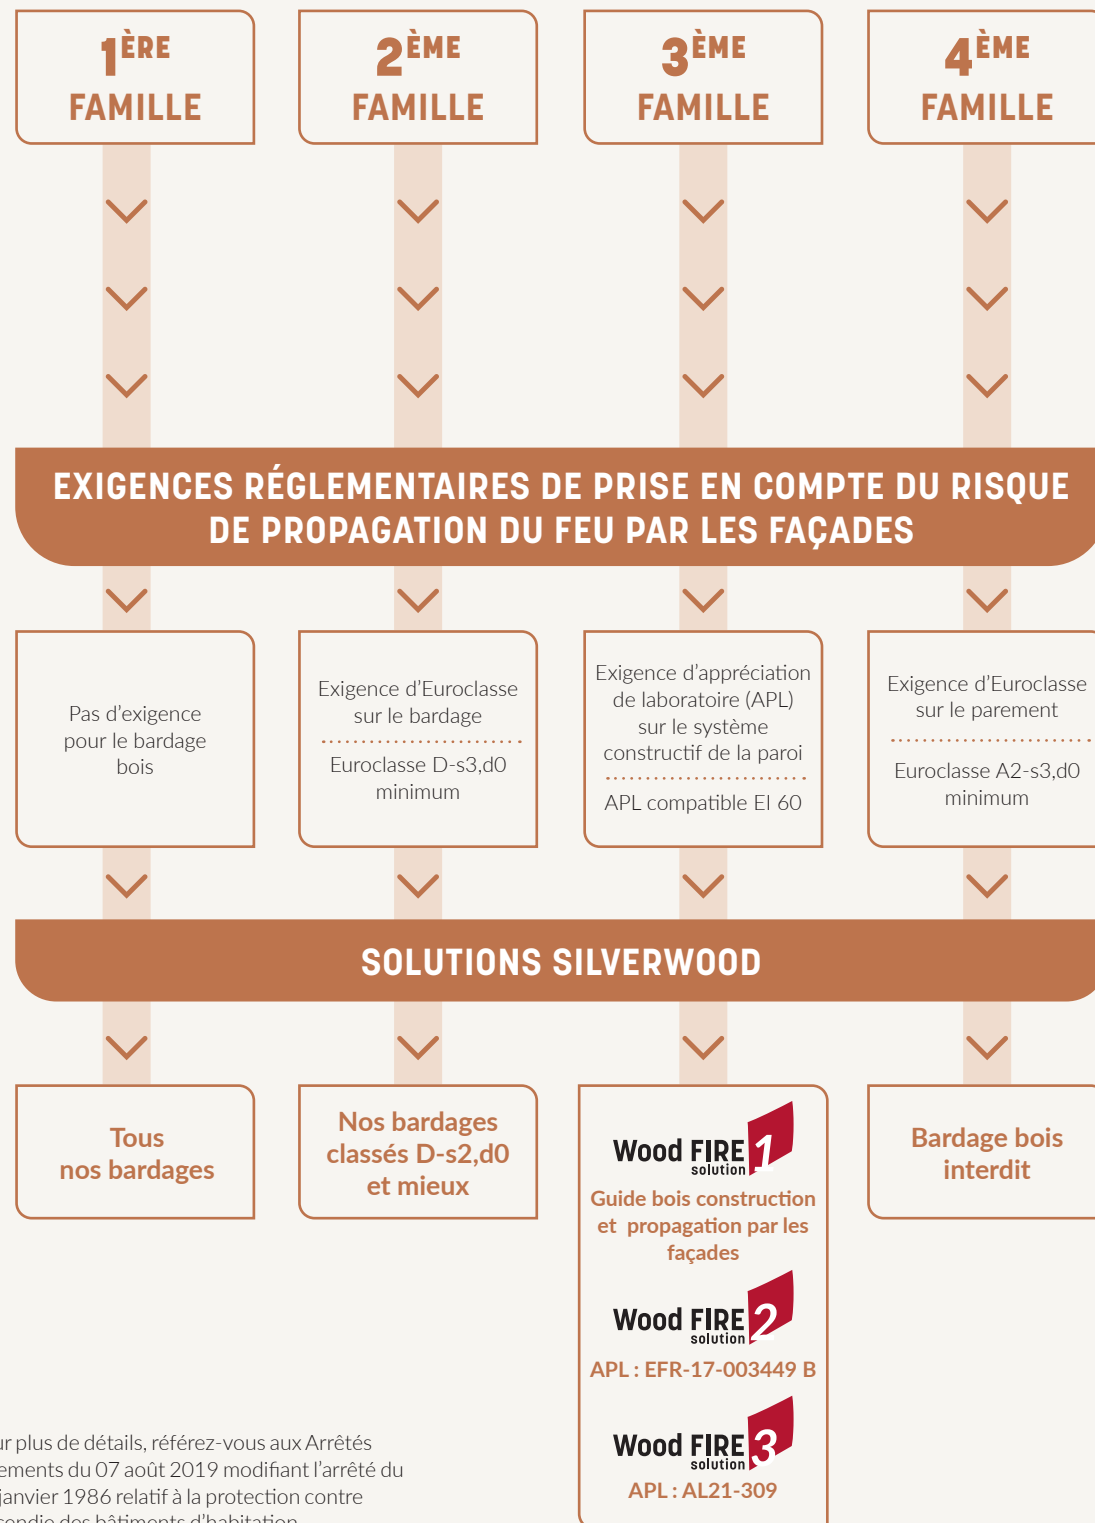 1ÈRE
FAMILLE
2ÈME
FAMILLE
3ÈME
FAMILLE
4ÈME
FAMILLE
EXIGENCES RÉGLEMENTAIRES DE PRISE EN COMPTE DU RISQUE
DE PROPAGATION DU FEU PAR LES FAÇADES
Pas d'exigence
pour le bardage
bois
Exigence d'Euroclasse
sur le bardage
Euroclasse D-s3,d0
minimum
Exigence d'appréciation
de laboratoire (APL)
sur le système
constructif de la paroi
APL compatible EI 60
Exigence d'Euroclasse
sur le parement
Euroclasse A2-s3,d0
minimum
SOLUTIONS SILVERWOOD
Tous
nos bardages
Nos bardages
classés D-s2,d0
et mieux
Wood FIRE 1
solution
Guide bois construction
et propagation par les
façades
Wood FIRE 2
solution
APL : EFR-17-003449 B
Wood FIRE 3
solution
APL : AL21-309
Bardage bois
interdit
plus de détails, référez-vous aux Arrêtés
du 07 août 2019 modifiant l'arrêté du
janvier 1986 relatif à la protection contre
des bâtiments d'habitation